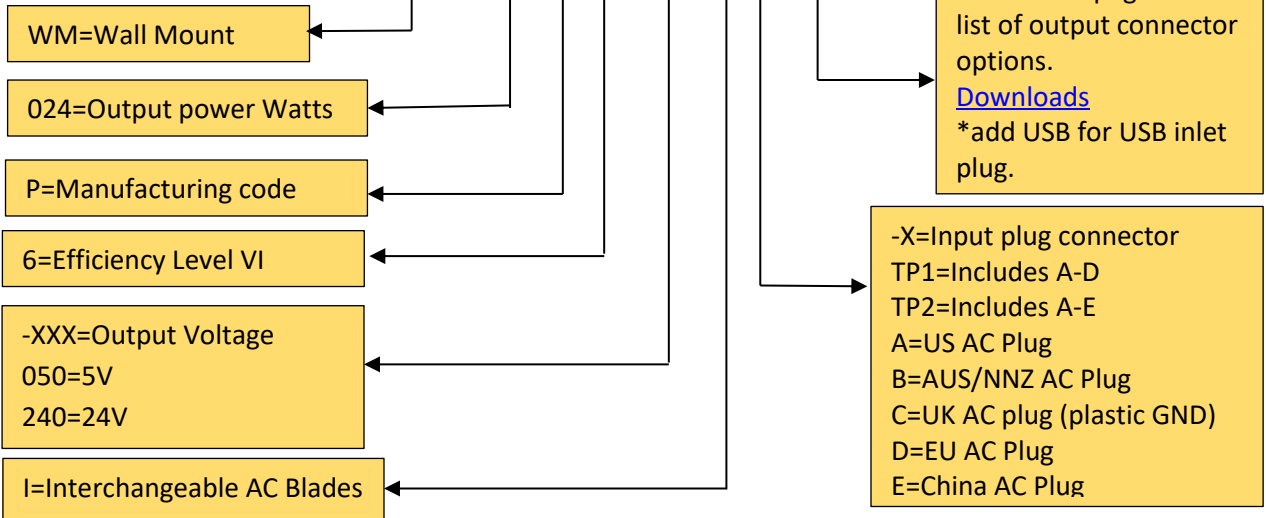 WM=Wall Mount
024=Output power Watts
P=Manufacturing code
6=Efficiency Level VI
-XXX=Output Voltage
050=5V
240=24V
I=Interchangeable AC Blades
list of output connector
options.
Downloads
*add USB for USB inlet
plug.
-X=Input plug connector
TP1=Includes A-D
TP2=Includes A-E
A=US AC Plug
B=AUS/NNZ AC Plug
C=UK AC plug (plastic GND)
D=EU AC Plug
E=China AC Plug